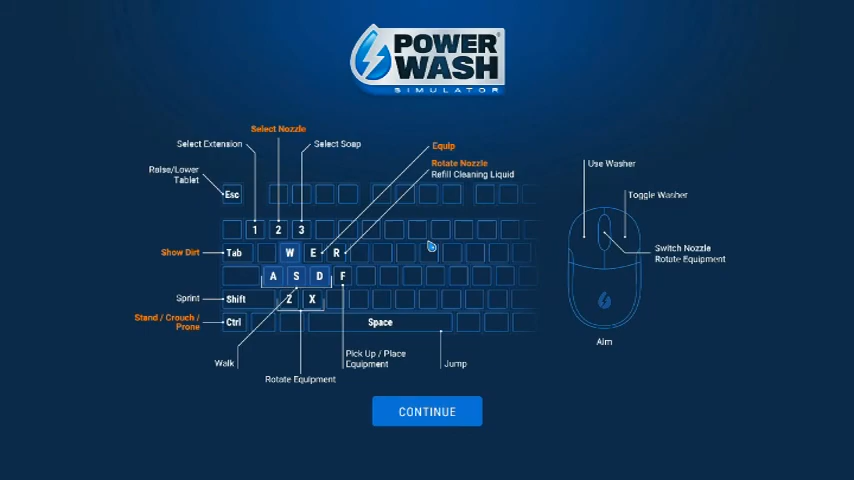 POWER
WASH
SIMULATOR
Select Nozzle
Select Extension
Select Soap
Equip
Rotate Nozzle
Refill Cleaning Liquid
Raise/Lower
Tablet
Use Washer
Toggle Washer
Esc
1
2
3
Show Dirt
Tab
W
E
R
Switch Nozzle
Rotate Equipment
A
S
D
F
Sprint
Shift
Z
X
Stand / Crouch /
Prone
Ctrl
Space
Aim
Walk
Pick Up / Place
Equipment
Jump
Rotate Equipment
CONTINUE